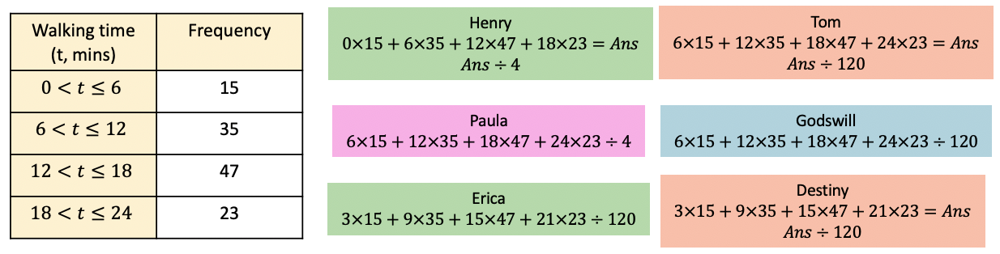 Walking time
(t, mins)
Frequency
0 < t ≤ 6
15
6 < t ≤ 12
35
12 < t ≤ 18
47
18 < t ≤ 24
23
Henry
0×15 + 6×35 + 12×47 + 18×23 = Ans
Ans ÷ 4
Tom
6×15 + 12×35 + 18×47 + 24×23 = Ans
Ans ÷ 120
Paula
6×15 + 12×35 + 18×47 + 24×23 ÷ 4
Godswill
6×15 + 12×35 + 18×47 + 24×23 ÷ 120
Erica
3×15 + 9×35 + 15×47 + 21×23 ÷ 120
Destiny
3×15 + 9×35 + 15×47 + 21×23 = Ans
Ans ÷ 120